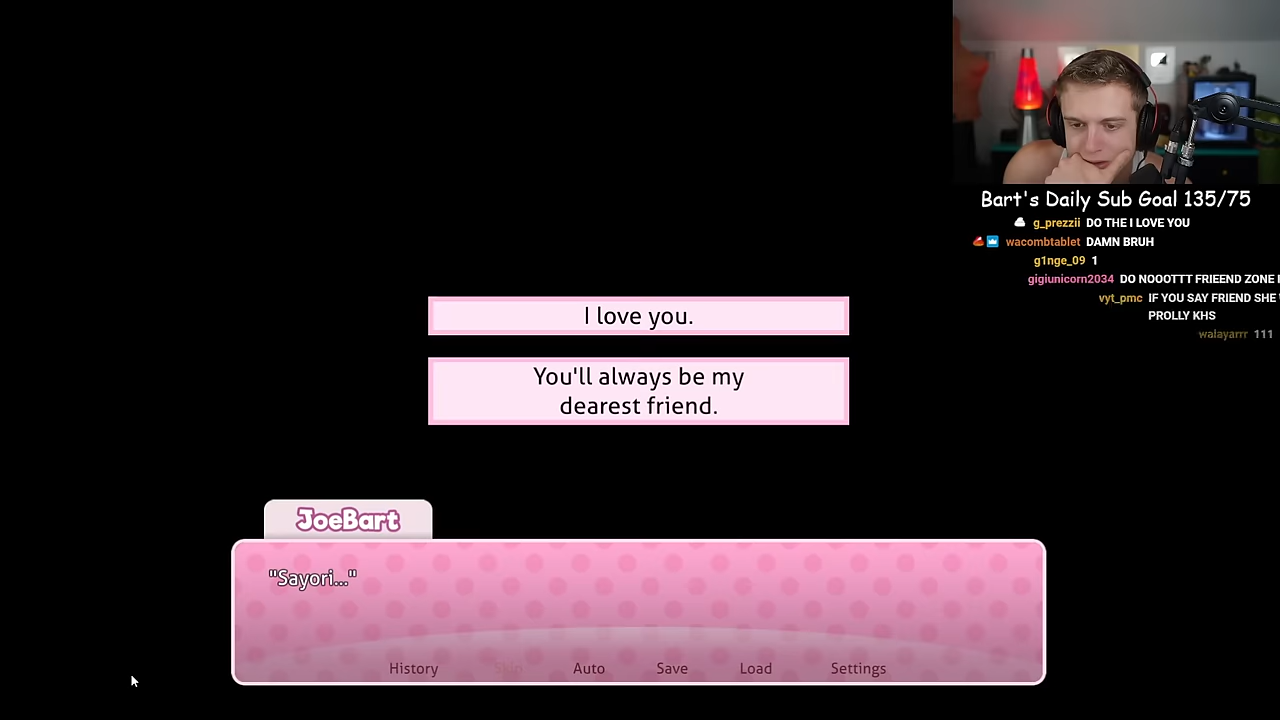 Bart's Daily Sub Goal 135/75
g_prezzii DO THE I LOVE YOU
wacombtablet DAMN BRUH
g1nge_09 1
gigiunicorn2034 DO NOOOTTT FRIEEND ZONE
vyt_pmc IF YOU SAY FRIEND SHE
PROLLY KHS
walayarrr 111
I love you.
You'll always be my
dearest friend.
JoeBart
"Sayori..."
History Skip Auto Save Load Settings